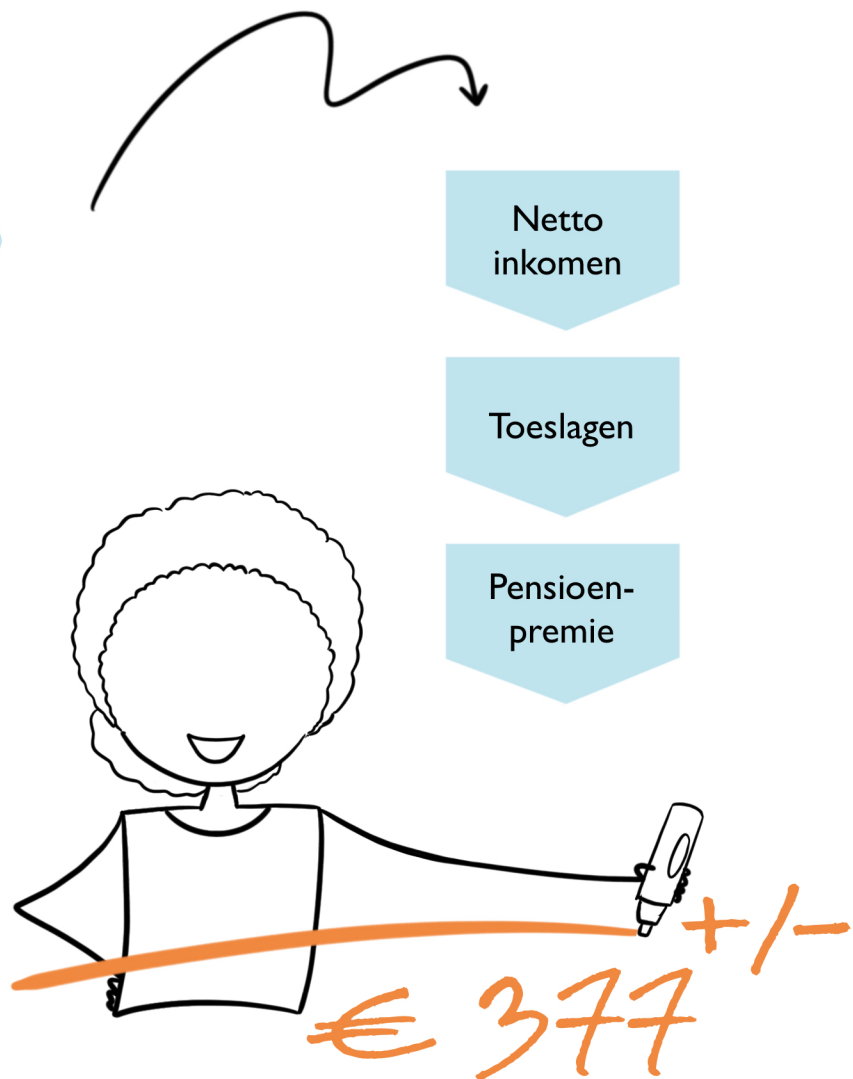 Netto
inkomen
Toeslagen
Pensioen-
premie
+/-
€ 377